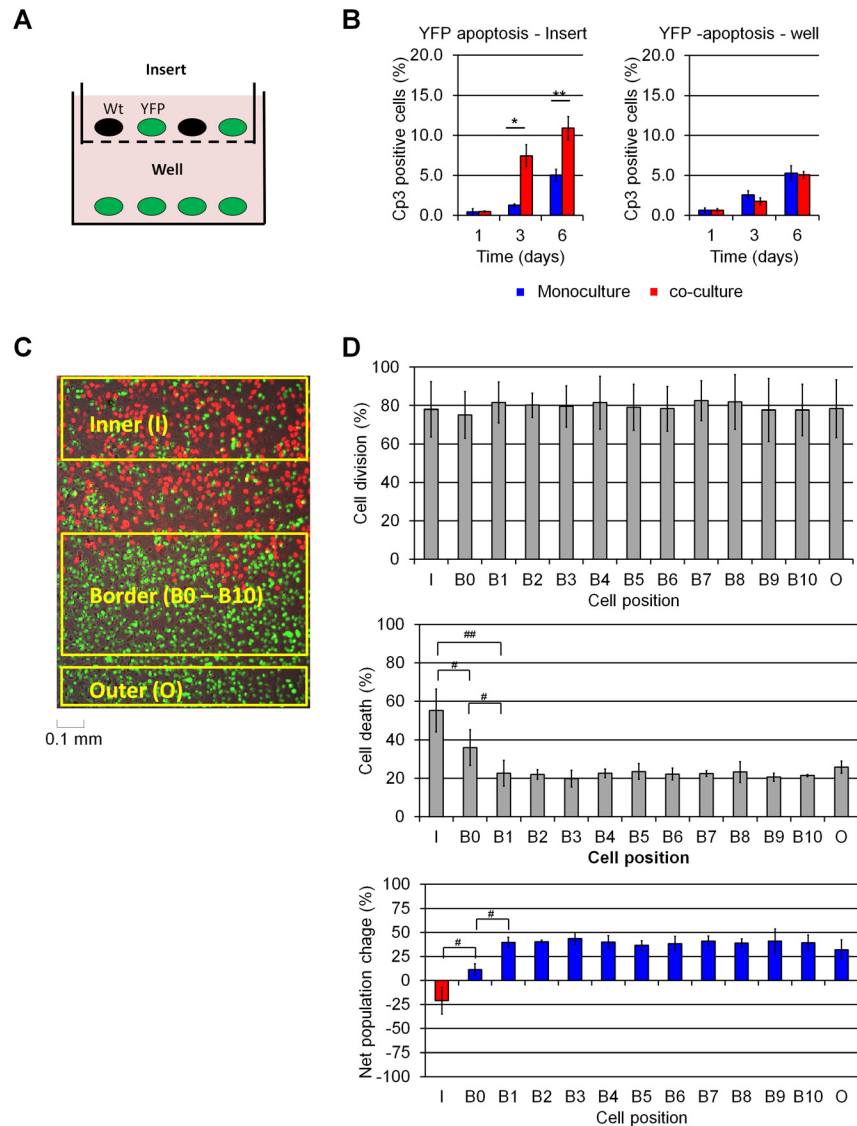 A
Insert
Wt YFP
Well
B
YFP apoptosis - Insert
Cp3 positive cells (%)
20.0
15.0
10.0
5.0
0.0
*
**
1 3 6
Time (days)
YFP -apoptosis - well
Cp3 positive cells (%)
20.0
15.0
10.0
5.0
0.0
1 3 6
Time (days)
Monoculture co-culture
C
Inner (I)
Border (B0 – B10)
Outer (O)
0.1 mm
D
Cell division (%)
100
80
60
40
20
0
I B0 B1 B2 B3 B4 B5 B6 B7 B8 B9 B10 O
Cell position
Cell death (%)
100
80
60
40
20
0
##
#
#
I B0 B1 B2 B3 B4 B5 B6 B7 B8 B9 B10 O
Cell position
Net population chage (%)
100
75
50
25
0
-25
-50
-75
-100
#
#
I B0 B1 B2 B3 B4 B5 B6 B7 B8 B9 B10 O
Cell position